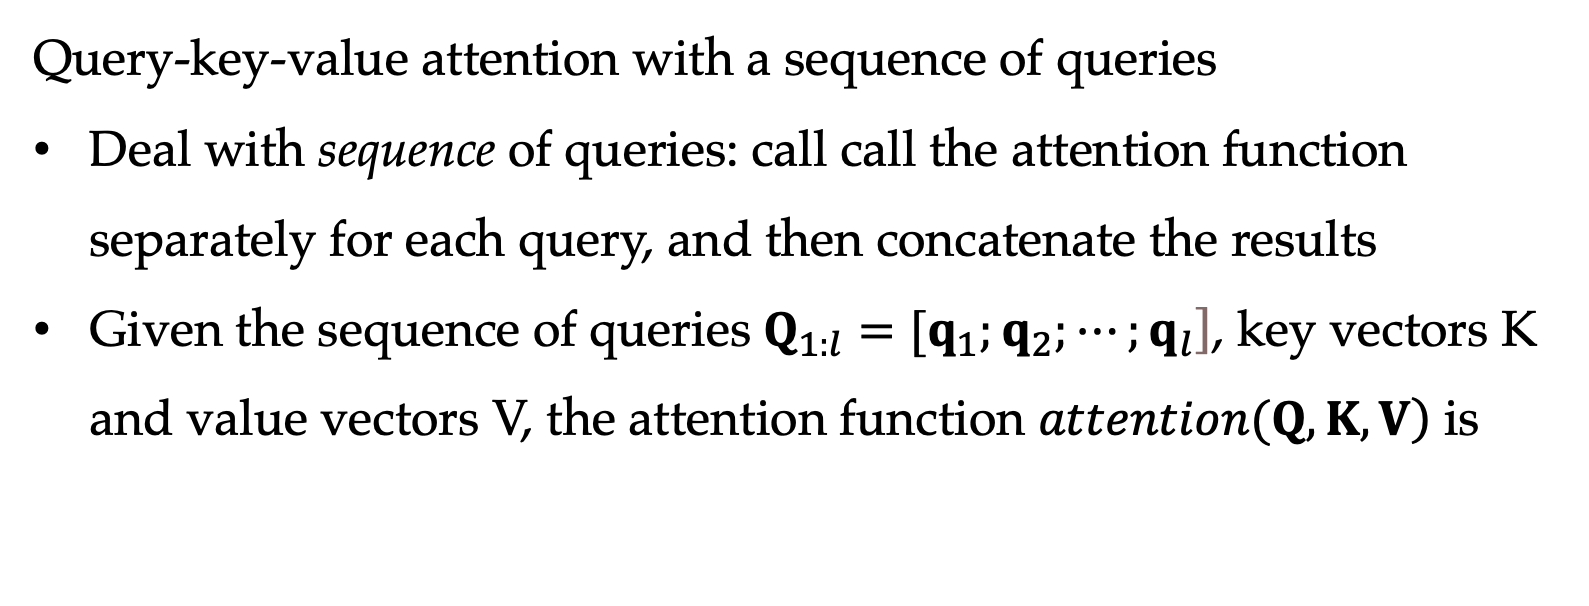 Query-key-value attention with a sequence of queries
• Deal with sequence of queries: call call the attention function
separately for each query, and then concatenate the results
• Given the sequence of queries Q₁:ₗ = [q₁; q₂; ⋯ ; qₗ], key vectors K
and value vectors V, the attention function attention(Q, K, V) is